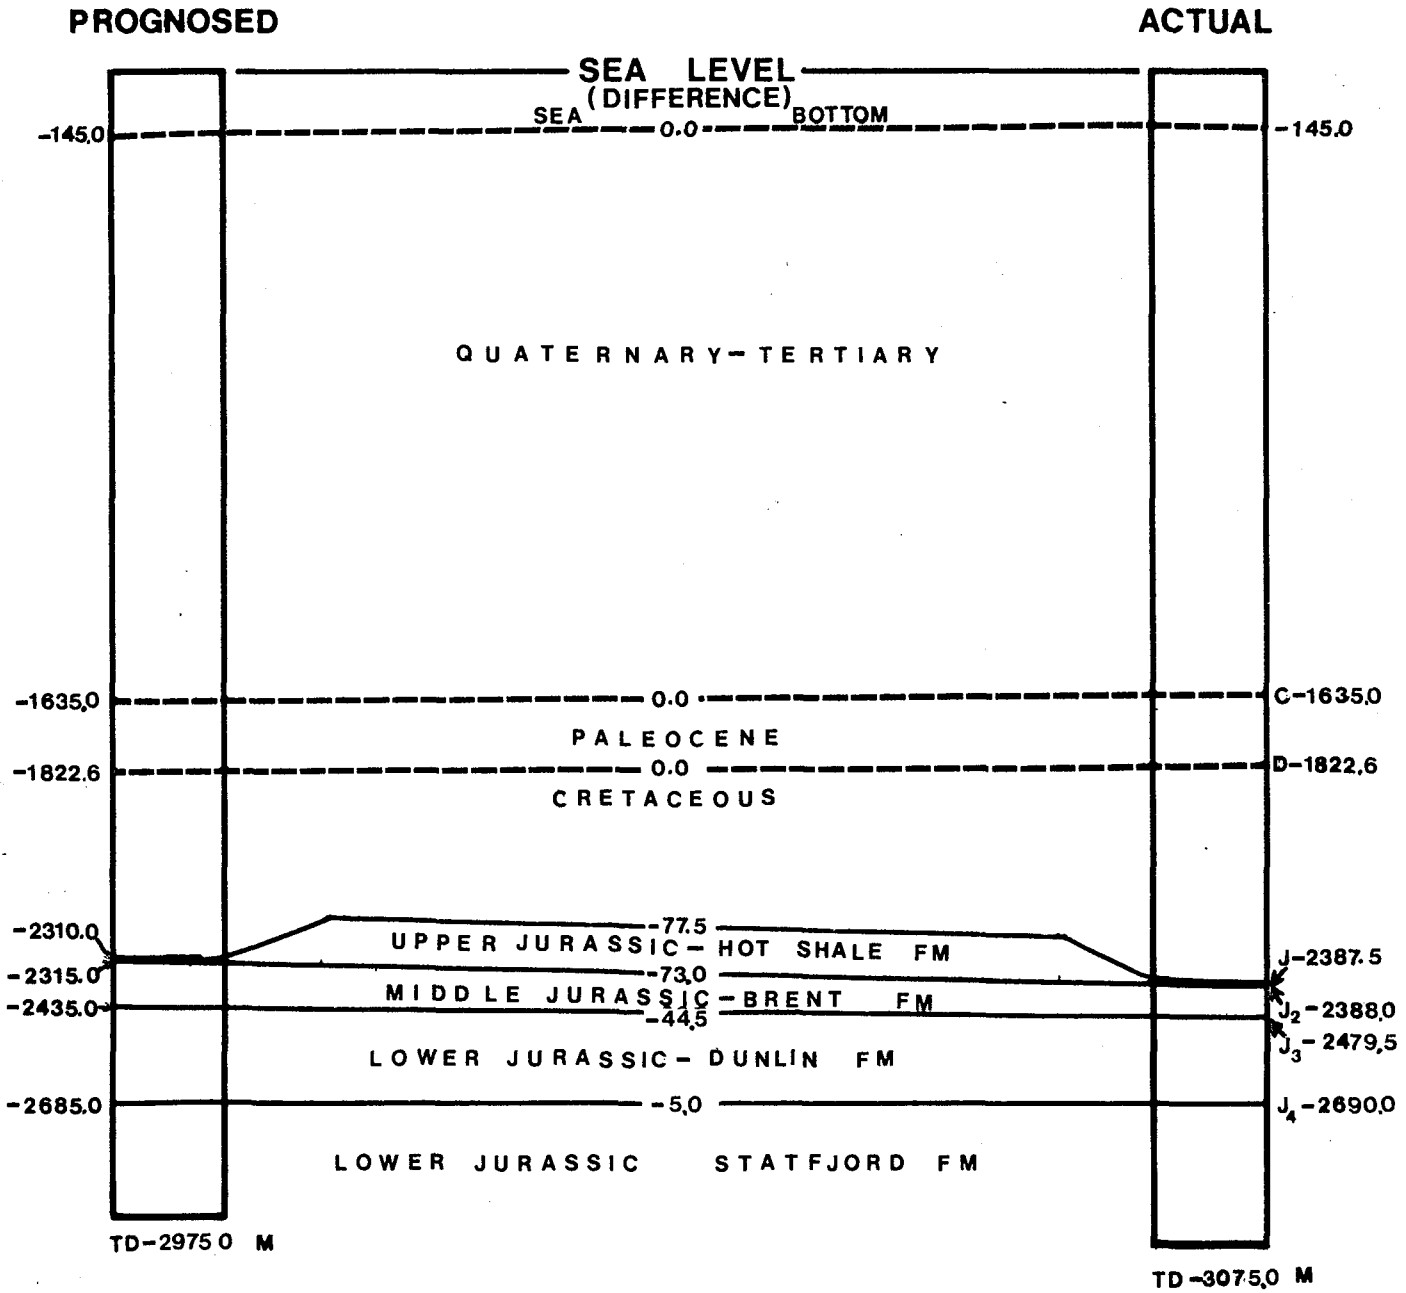 PROGNOSED ACTUAL
SEA LEVEL
(DIFFERENCE)
SEA BOTTOM
-145.0 0.0 -145.0
QUATERNARY-TERTIARY
-1635.0 0.0 C-1635.0
PALEOCENE
-1822.6 0.0 D-1822.6
CRETACEOUS
-2310.0 -77.5
UPPER JURASSIC-HOT SHALE FM
J-2387.5
-2315.0 -73.0
MIDDLE JURASSIC-BRENT FM
-2435.0 J2-2388.0
-44.5
J3-2479.5
LOWER JURASSIC-DUNLIN FM
-2685.0 -5.0 J4-2690.0
LOWER JURASSIC STATFJORD FM
TD-2975 0 M
TD-3075.0 M